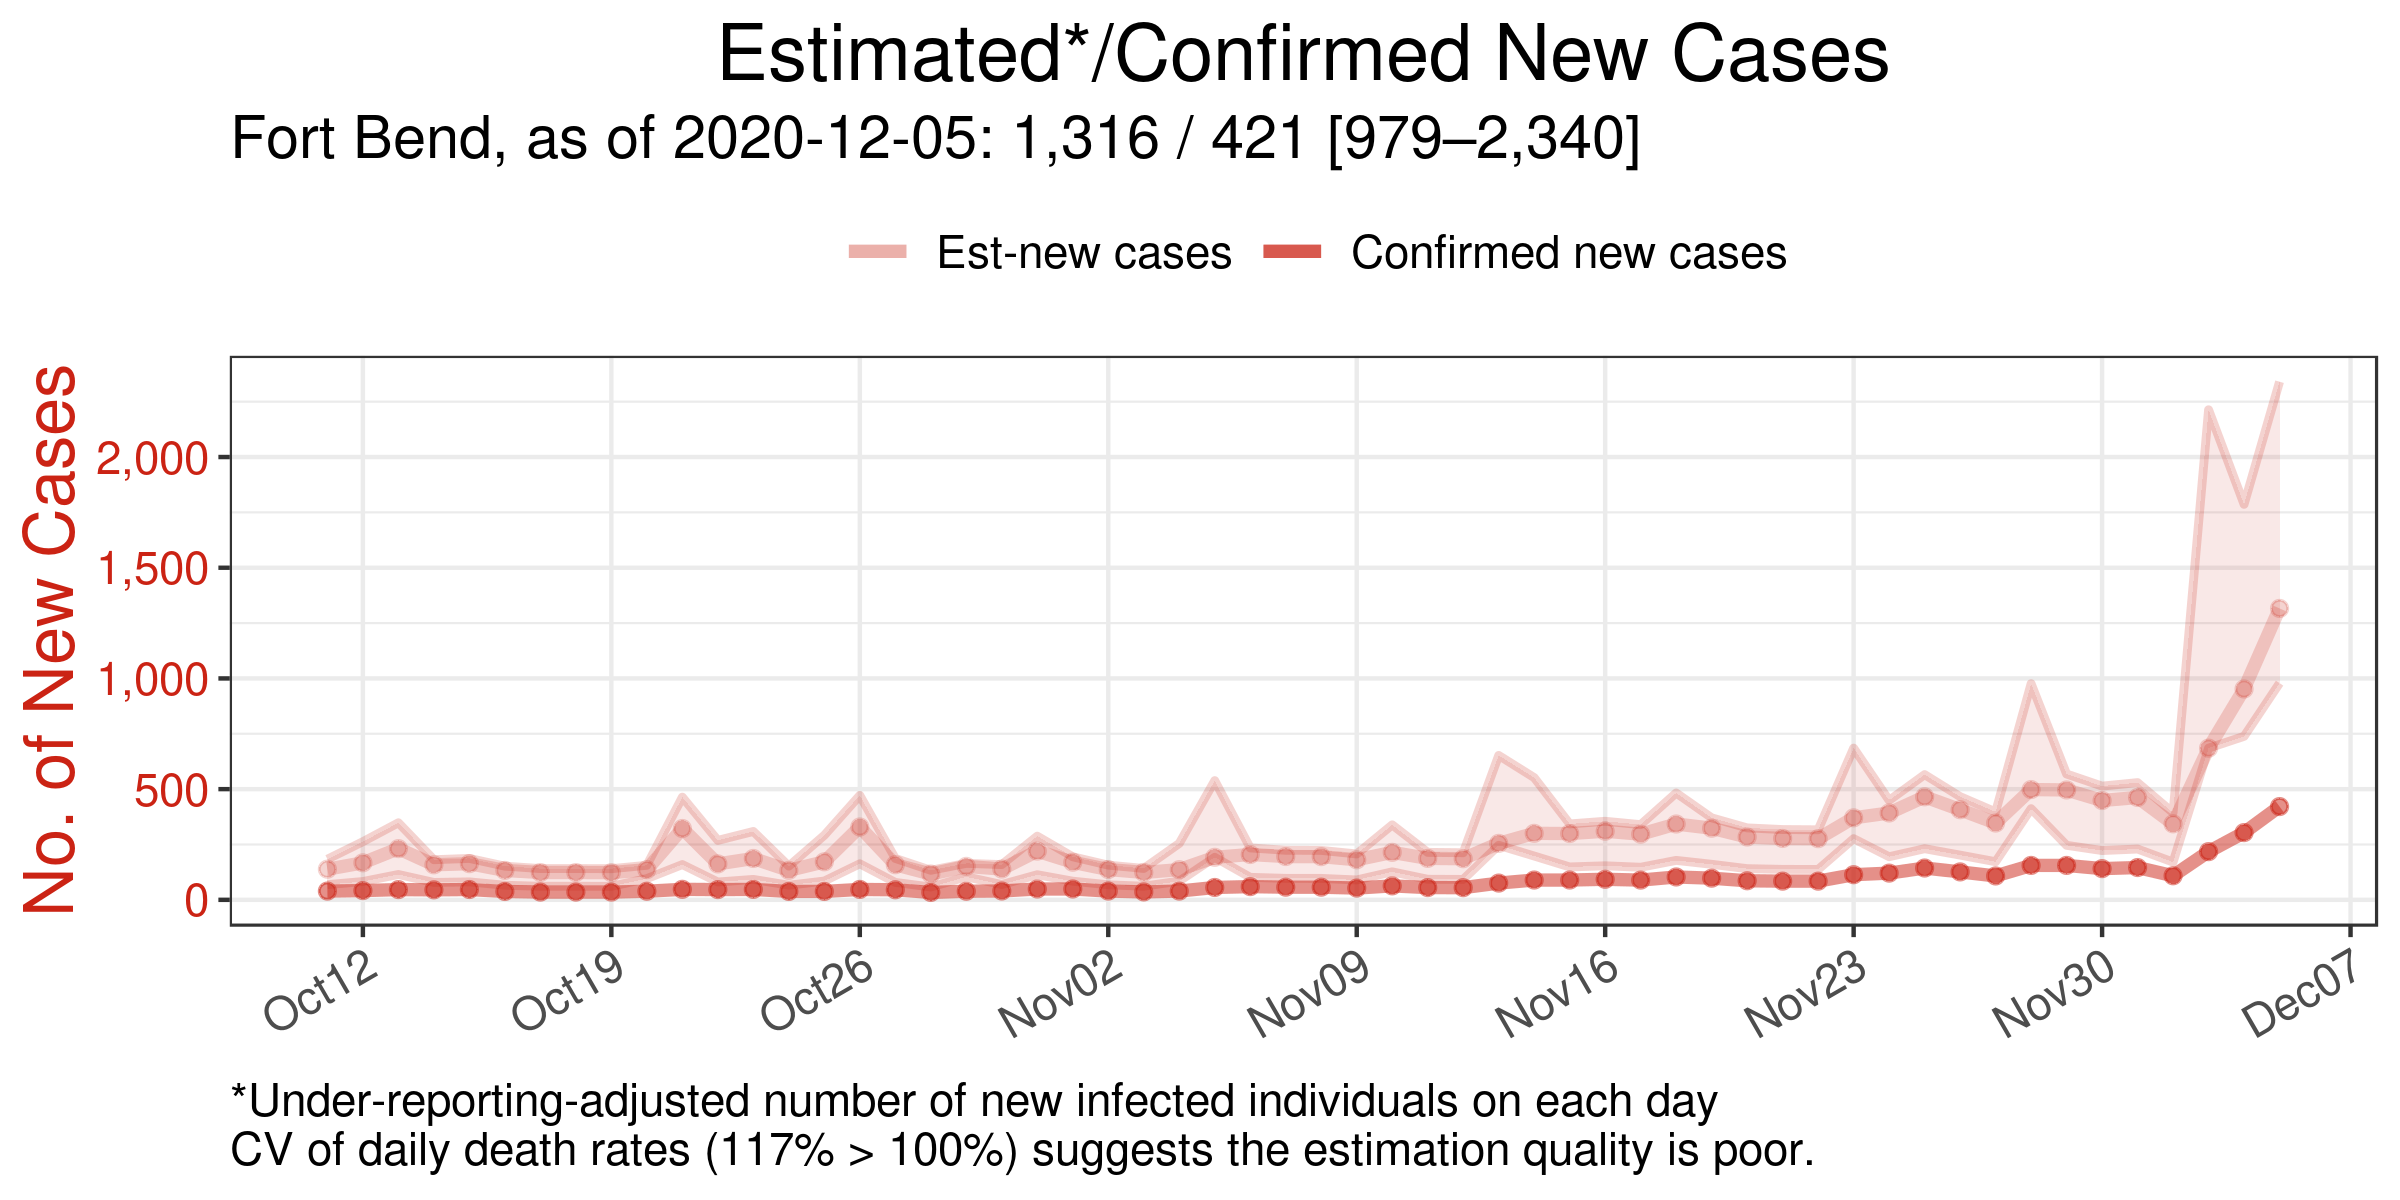 Estimated*/Confirmed New Cases
Fort Bend, as of 2020-12-05: 1,316 / 421 [979–2,340]
Est-new cases
Confirmed new cases
No. of New Cases
2,000
1,500
1,000
500
0
Oct12
Oct19
Oct26
Nov02
Nov09
Nov16
Nov23
Nov30
Dec07
*Under-reporting-adjusted number of new infected individuals on each day
CV of daily death rates (117% > 100%) suggests the estimation quality is poor.